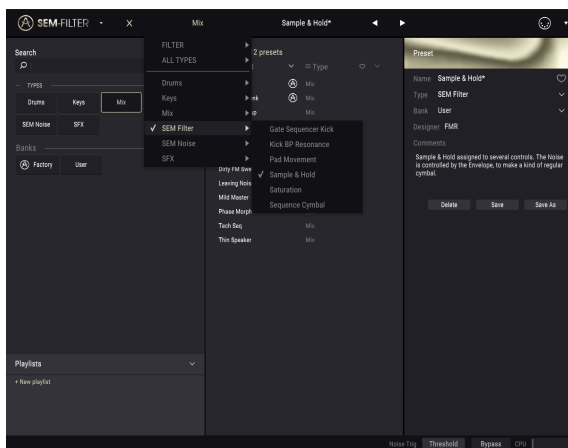 SEM-FILTER
Mix
Sample & Hold*
Search
TYPES
Drums
Keys
Mix
SEM Noise
SFX
Banks
Factory
User
Playlists
+ New playlist
FILTER
ALL TYPES
Drums
Keys
Mix
✓ SEM Filter
SEM Noise
SFX
Gate Sequencer Kick
Kick BP Resonance
Pad Movement
✓ Sample & Hold
Saturation
Sequence Cymbal
2 presets
Type
Mix
Mix
Mix
Dirty FM Swe
Leaving Nois
Mild Master
Phase Morph
Tech Seq Mix
Thin Speaker Mix
Preset
Name Sample & Hold*
Type SEM Filter
Bank User
Designer FMR
Comments
Sample & Hold assigned to several controls. The Noise
is controlled by the Envelope, to make a kind of regular
cymbal.
Delete Save Save As
Noise Trig Threshold Bypass CPU